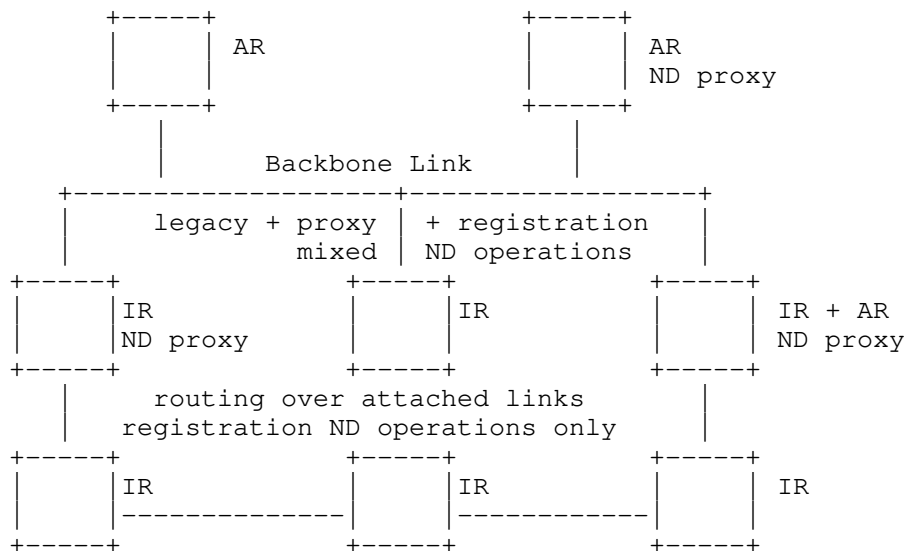 AR AR
ND proxy
Backbone Link
legacy + proxy + registration
mixed ND operations
IR IR IR + AR
ND proxy ND proxy
routing over attached links
registration ND operations only
IR IR IR